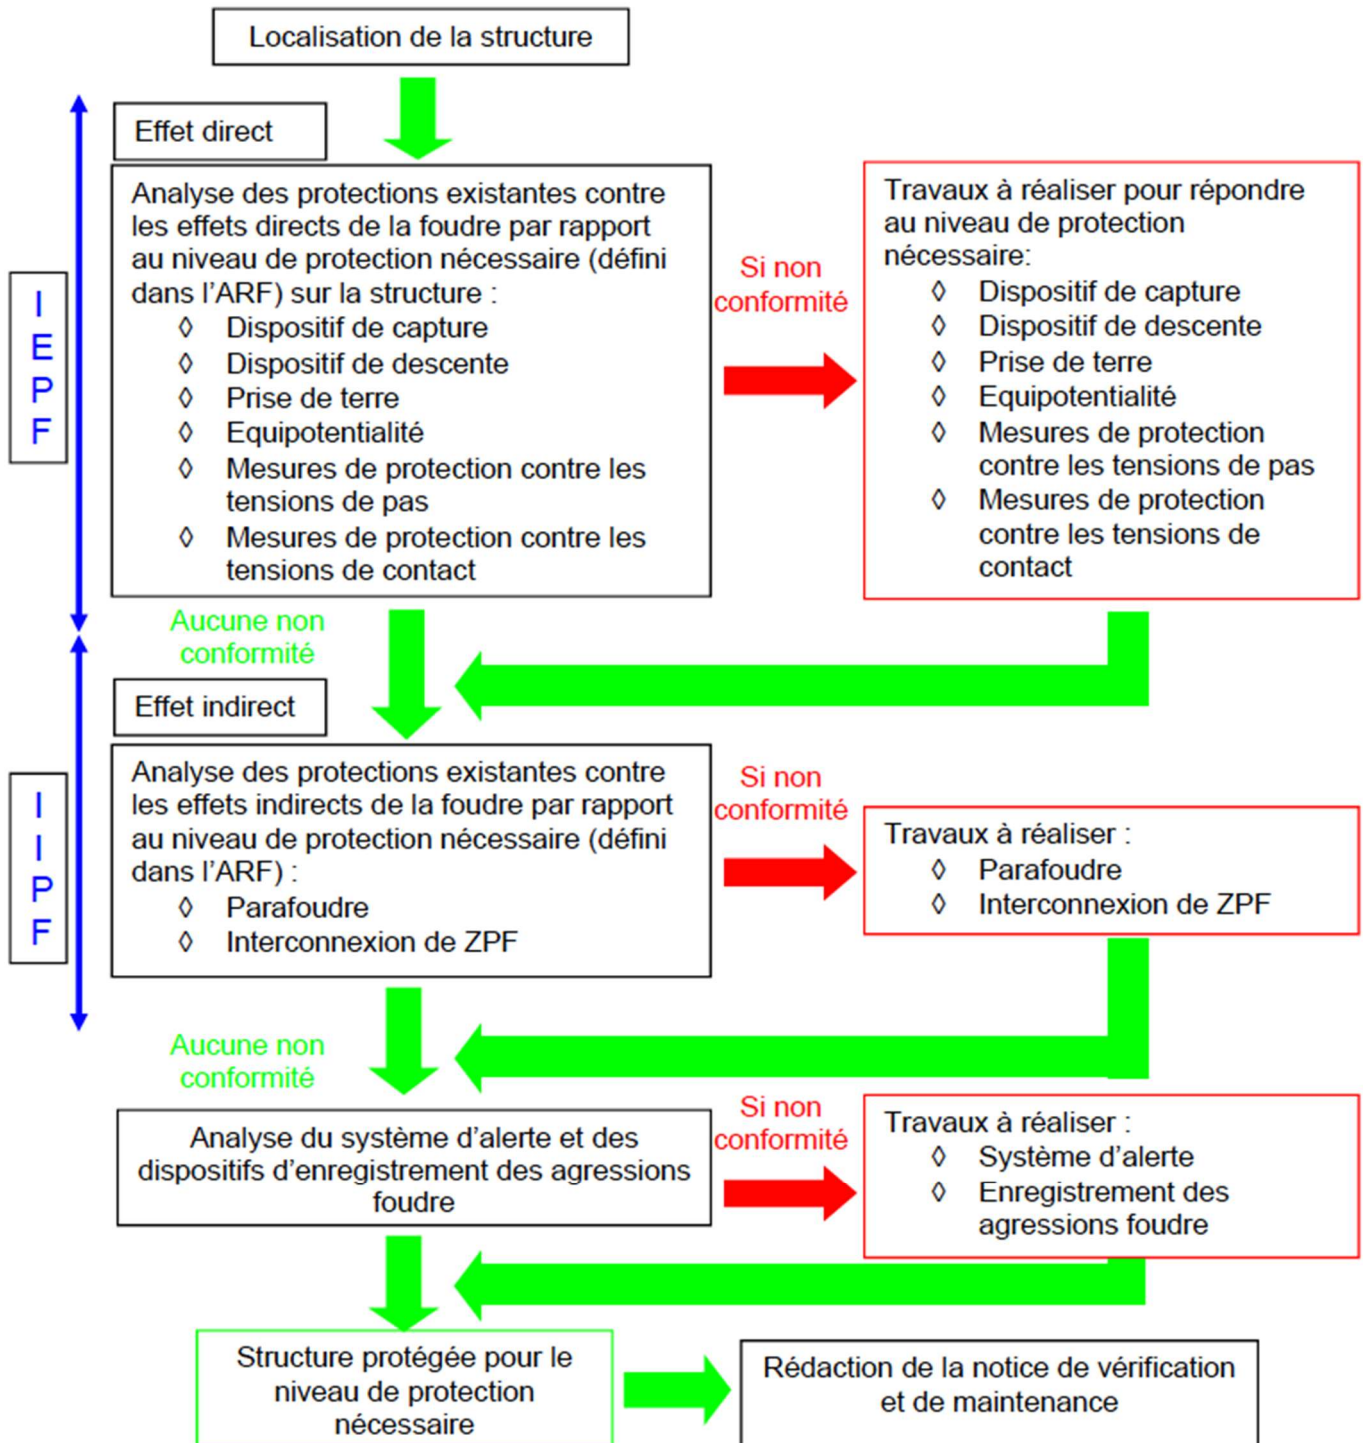 Localisation de la structure
Effet direct
Analyse des protections existantes contre
les effets directs de la foudre par rapport
au niveau de protection nécessaire (défini
dans l'ARF) sur la structure :
◊ Dispositif de capture
◊ Dispositif de descente
◊ Prise de terre
◊ Equipotentialité
◊ Mesures de protection contre les
tensions de pas
◊ Mesures de protection contre les
tensions de contact
Si non
conformité
Travaux à réaliser pour répondre
au niveau de protection
nécessaire:
◊ Dispositif de capture
◊ Dispositif de descente
◊ Prise de terre
◊ Equipotentialité
◊ Mesures de protection
contre les tensions de pas
◊ Mesures de protection
contre les tensions de
contact
I
E
P
F
Aucune non
conformité
Effet indirect
Analyse des protections existantes contre
les effets indirects de la foudre par rapport
au niveau de protection nécessaire (défini
dans l'ARF) :
◊ Parafoudre
◊ Interconnexion de ZPF
Si non
conformité
Travaux à réaliser :
◊ Parafoudre
◊ Interconnexion de ZPF
I
I
P
F
Aucune non
conformité
Analyse du système d'alerte et des
dispositifs d'enregistrement des agressions
foudre
Si non
conformité
Travaux à réaliser :
◊ Système d'alerte
◊ Enregistrement des
agressions foudre
Structure protégée pour le
niveau de protection
nécessaire
Rédaction de la notice de vérification
et de maintenance